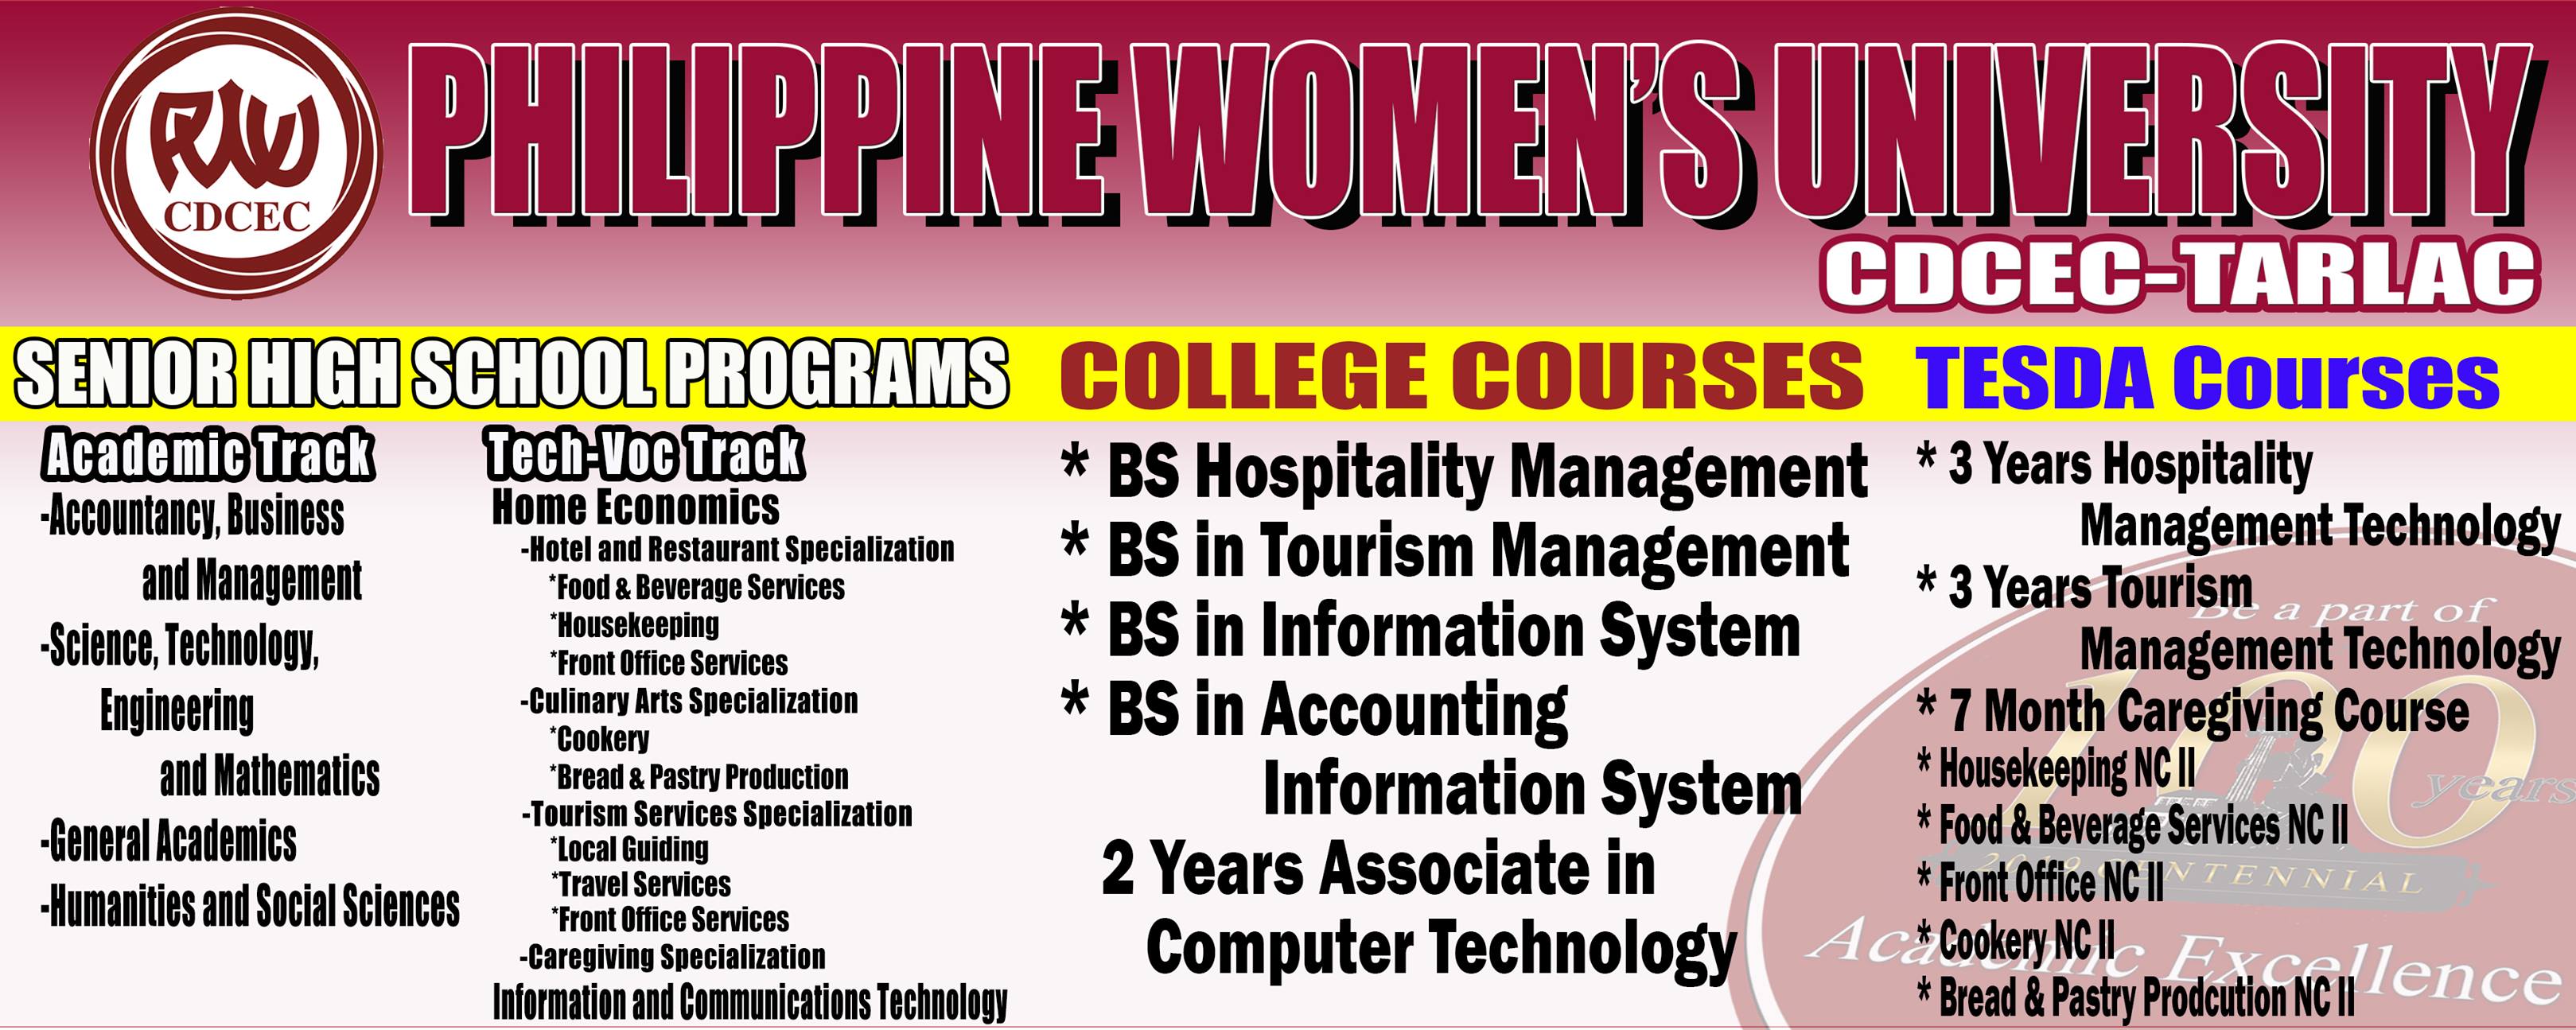 PW
CDCEC
PHILIPPINE WOMEN'S UNIVERSITY
CDCEC-TARLAC
SENIOR HIGH SCHOOL PROGRAMS
Academic Track
-Accountancy, Business
and Management
-Science, Technology,
Engineering
and Mathematics
-General Academics
-Humanities and Social Sciences
Tech-Voc Track
Home Economics
-Hotel and Restaurant Specialization
*Food & Beverage Services
*Housekeeping
*Front Office Services
-Culinary Arts Specialization
*Cookery
*Bread & Pastry Production
-Tourism Services Specialization
*Local Guiding
*Travel Services
*Front Office Services
-Caregiving Specialization
Information and Communications Technology
COLLEGE COURSES
* BS Hospitality Management
* BS in Tourism Management
* BS in Information System
* BS in Accounting
Information System
2 Years Associate in
Computer Technology
TESDA Courses
* 3 Years Hospitality
Management Technology
* 3 Years Tourism
Management Technology
* 7 Month Caregiving Course
* Housekeeping NC II
* Food & Beverage Services NC II
* Front Office NC II
* Cookery NC II
* Bread & Pastry Prodcution NC II
Be a part of
100
years
2019 CENTENNIAL
Academic Excellence